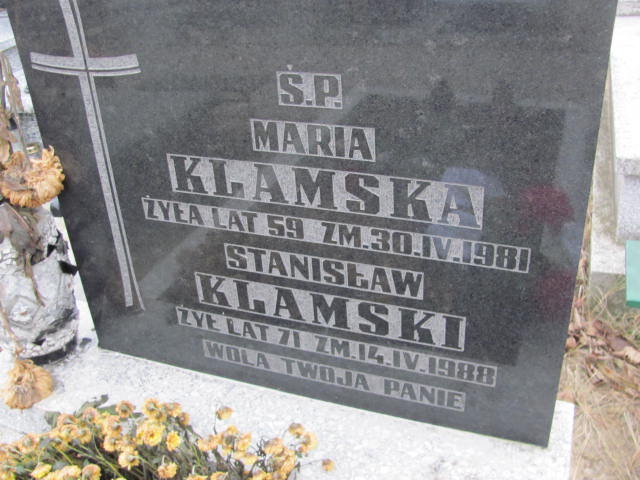 Ś.P.
MARIA
KLAMSKA
ŻYŁA LAT 59 ZM.30.IV.1981
STANISŁAW
KLAMSKI
ŻYŁ LAT 71 ZM.14.IV.1988
WOLA TWOJA PANIE